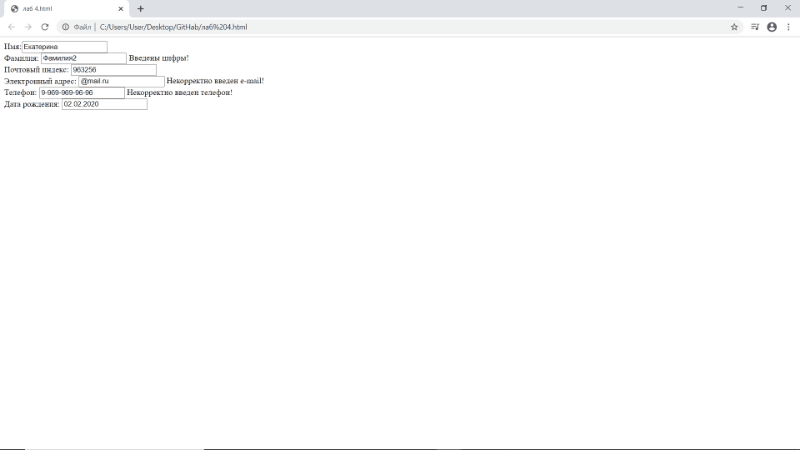 лаб 4.html
Файл | C:/Users/User/Desktop/GitHab/лаб%204.html
Имя: Екатерина
Фамилия: Фамилия2 Введены цифры!
Почтовый индекс: 963256
Электронный адрес: @mail.ru Некорректно введен e-mail!
Телефон: 9-969-969-96-96 Некорректно введен телефон!
Дата рождения: 02.02.2020